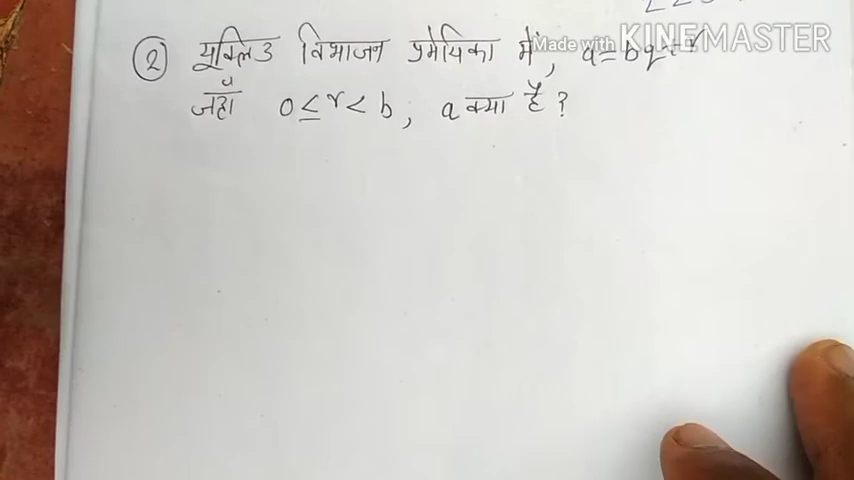 ② युक्लिड विभाजन प्रमेयिका में, a=bq+r
जहाँ 0≤r<b, a क्या है?
Made with KINEMASTER